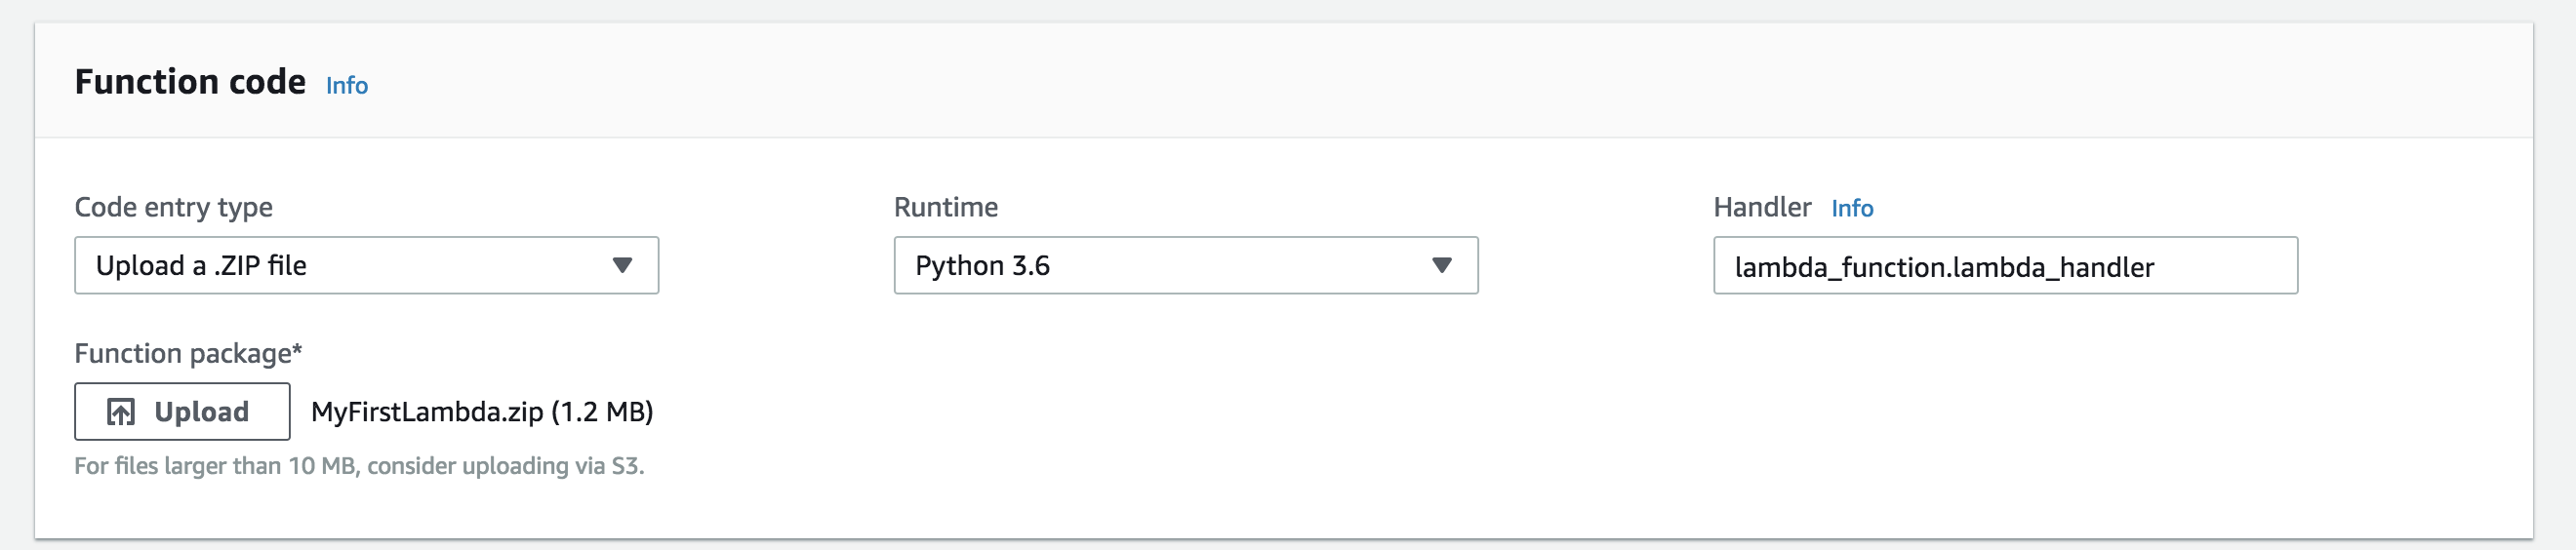 Function code Info
Code entry type
Upload a .ZIP file
Runtime
Python 3.6
Handler Info
lambda_function.lambda_handler
Function package*
Upload MyFirstLambda.zip (1.2 MB)
For files larger than 10 MB, consider uploading via S3.